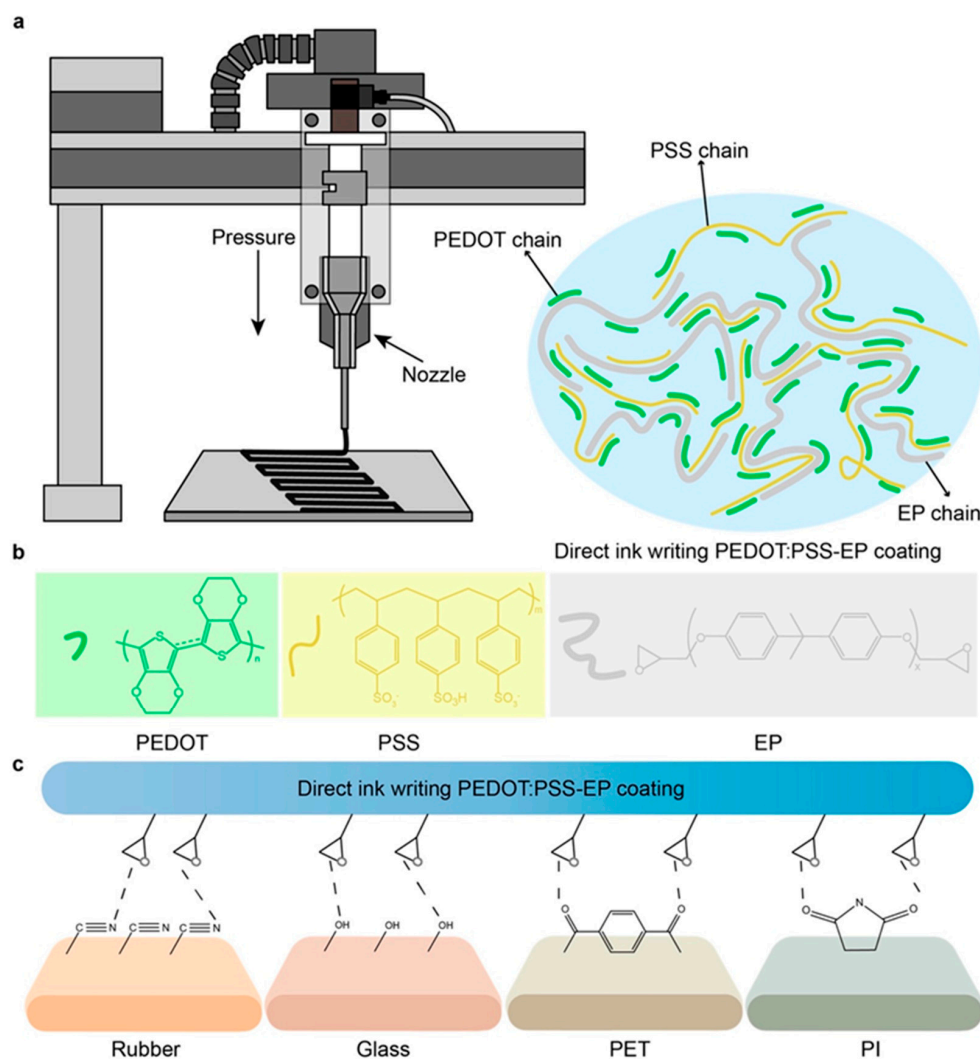 a
PSS chain
PEDOT chain
Pressure
Nozzle
EP chain
Direct ink writing PEDOT:PSS-EP coating
b
S
S
O
O
O
O
n
m
SO₃⁻
SO₃H
SO₃⁻
O
O
O
O
x
PEDOT
PSS
EP
c
Direct ink writing PEDOT:PSS-EP coating
O
O
O
O
O
O
O
O
C≡N
C≡N
C≡N
OH
OH
OH
O
O
O
N
O
Rubber
Glass
PET
PI